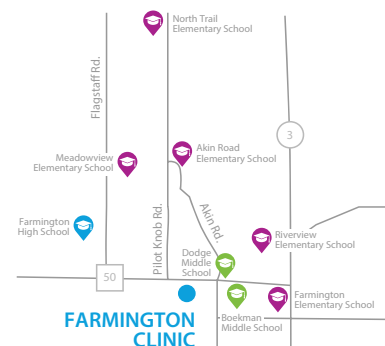 North Trail
Elementary School
Flagstaff Rd.
3
Akin Road
Elementary School
Meadowview
Elementary School
Pilot Knob Rd.
Akin Rd.
Farmington
High School
Riverview
Elementary School
Dodge
Middle
School
50
Farmington
Elementary School
Boekman
Middle School
FARMINGTON
CLINIC